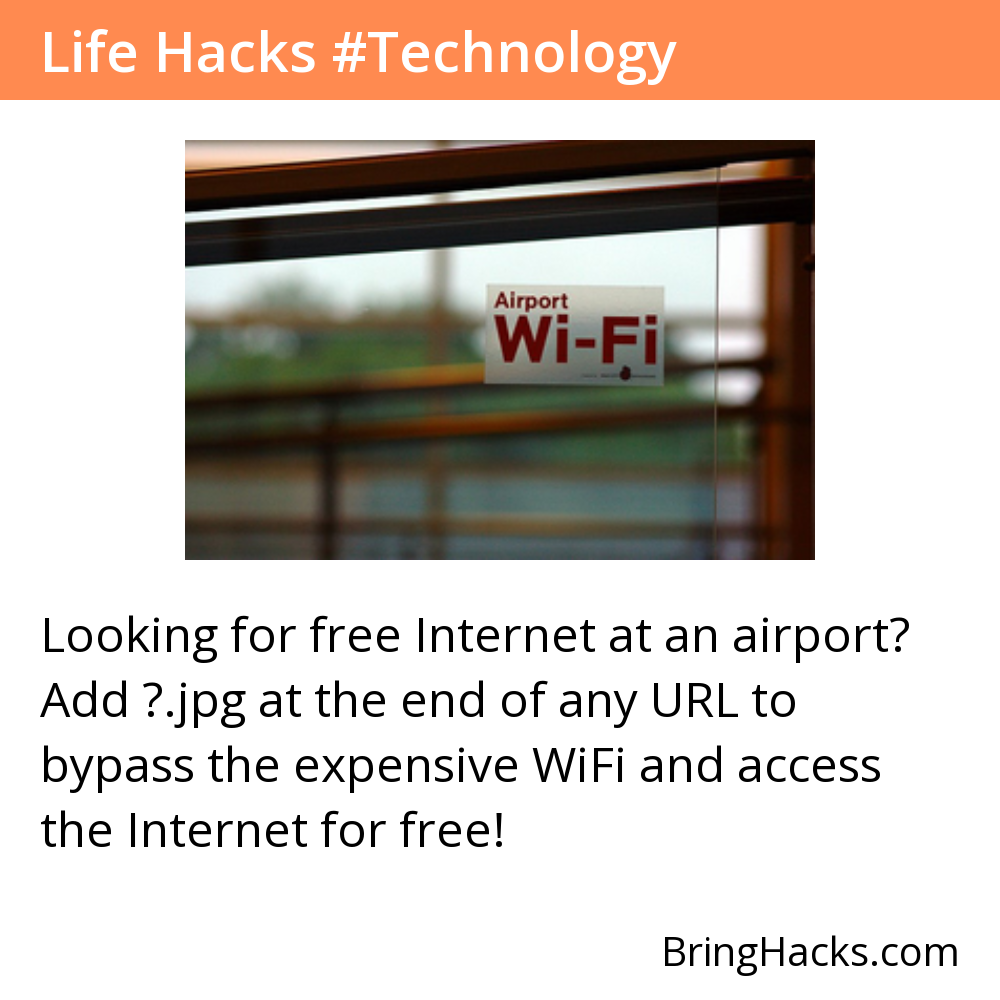 Life Hacks #Technology
Airport
Wi-Fi
Looking for free Internet at an airport?
Add ?.jpg at the end of any URL to
bypass the expensive WiFi and access
the Internet for free!
BringHacks.com